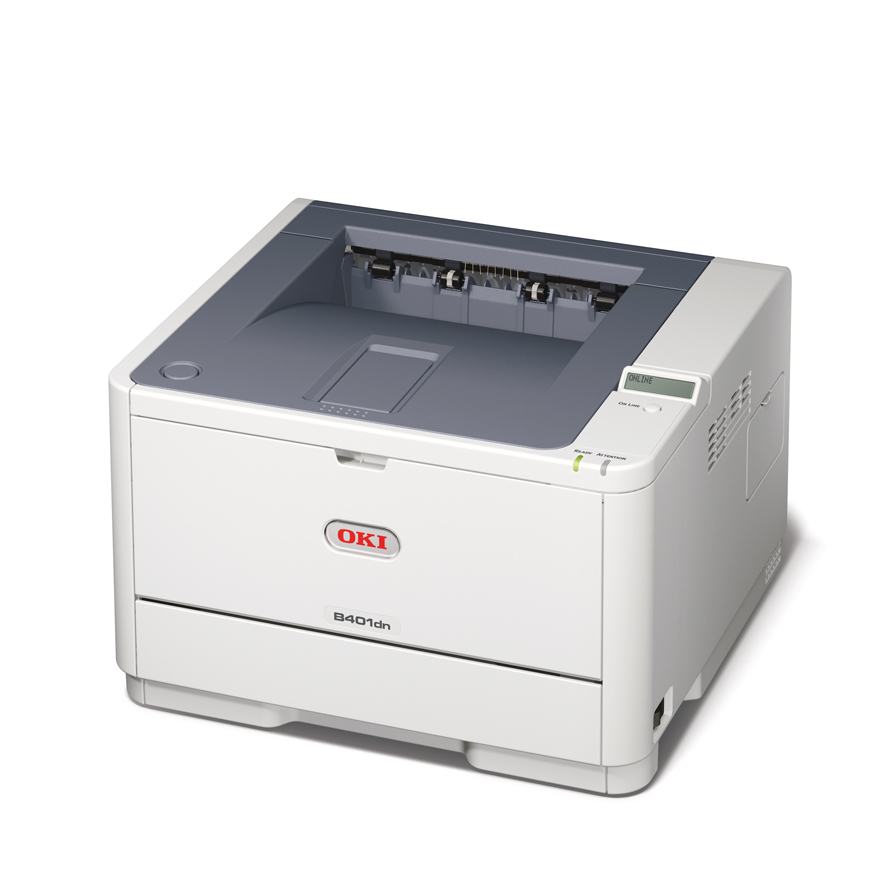 ONLINE
ON LINE
READY ATTENTION
OKI
B401dn